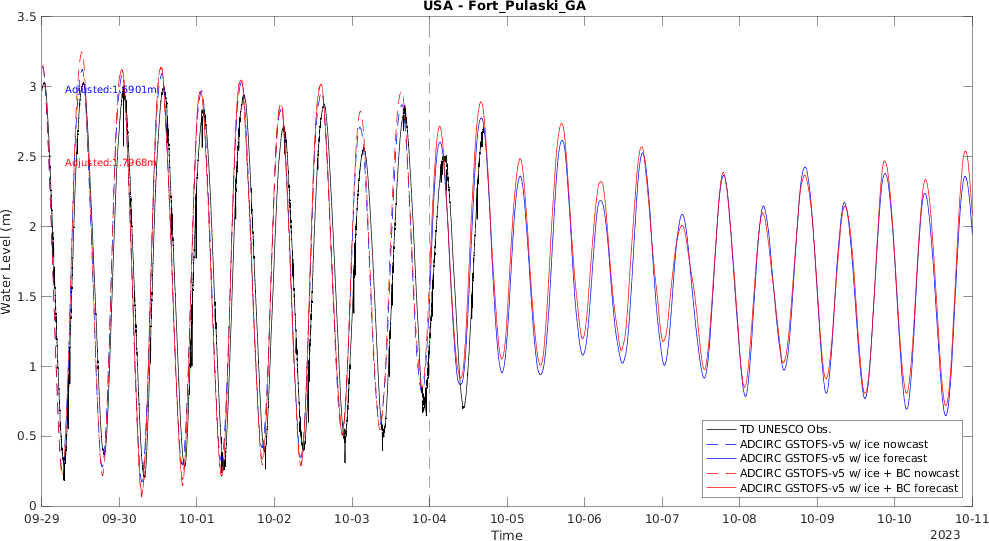 USA - Fort_Pulaski_GA
3.5
3
2.5
2
1.5
1
0.5
0
Water Level (m)
Adjusted:1.6901m
Adjusted:1.7968m
TD UNESCO Obs.
ADCIRC GSTOFS-v5 w/ ice nowcast
ADCIRC GSTOFS-v5 w/ ice forecast
ADCIRC GSTOFS-v5 w/ ice + BC nowcast
ADCIRC GSTOFS-v5 w/ ice + BC forecast
09-29 09-30 10-01 10-02 10-03 10-04 10-05 10-06 10-07 10-08 10-09 10-10 10-11
Time
2023